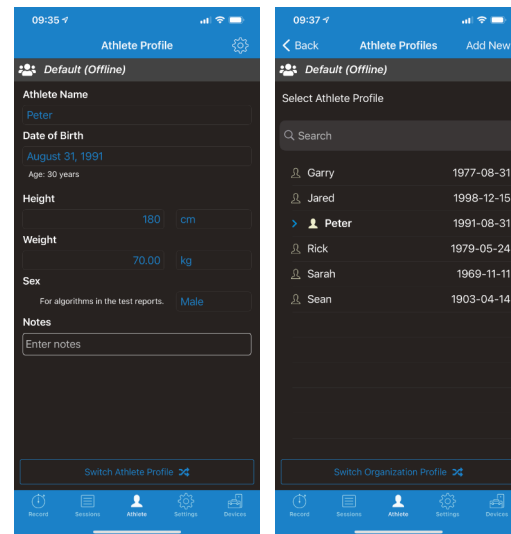 09:35
Athlete Profile
Default (Offline)
Athlete Name
Peter
Date of Birth
August 31, 1991
Age: 30 years
Height
180 cm
Weight
70.00 kg
Sex
For algorithms in the test reports. Male
Notes
Enter notes
Switch Athlete Profile
Record Sessions Athlete Settings Devices
09:37
Back Athlete Profiles Add New
Default (Offline)
Select Athlete Profile
Search
Garry 1977-08-31
Jared 1998-12-15
Peter 1991-08-31
Rick 1979-05-24
Sarah 1969-11-11
Sean 1903-04-14
Switch Organization Profile
Record Sessions Athlete Settings Devices